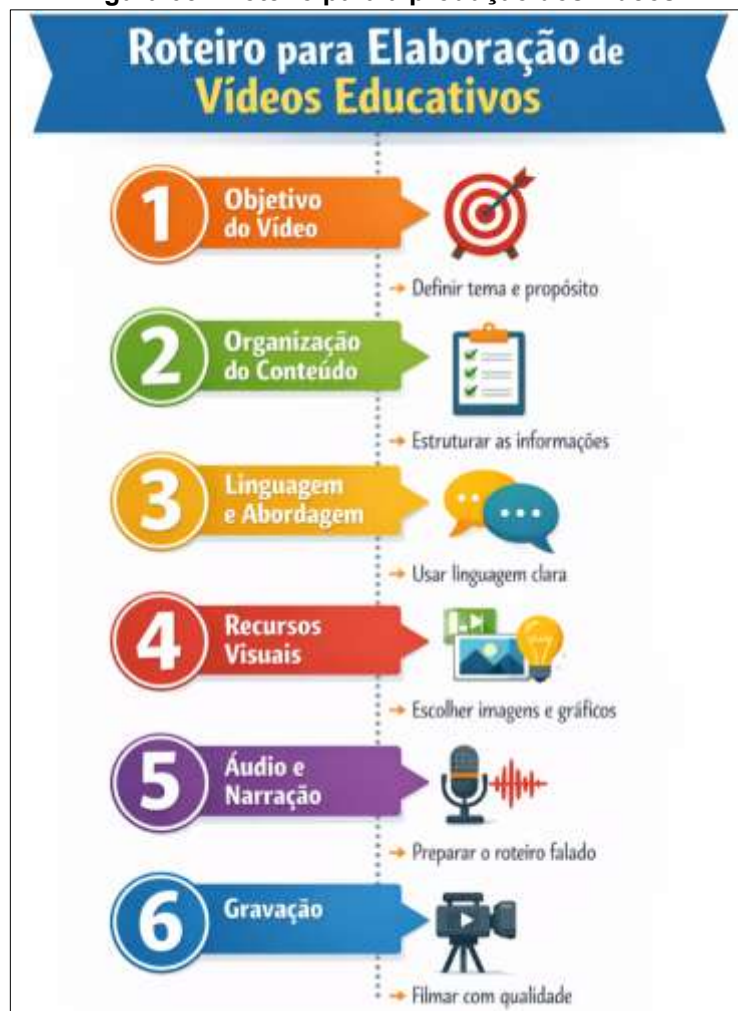 Roteiro para Elaboração de
Vídeos Educativos
1
Objetivo
do Vídeo
→ Definir tema e propósito
2
Organização
do Conteúdo
→ Estruturar as informações
3
Linguagem
e Abordagem
→ Usar linguagem clara
4
Recursos
Visuais
→ Escolher imagens e gráficos
5
Áudio e
Narração
→ Preparar o roteiro falado
6
Gravação
→ Filmar com qualidade